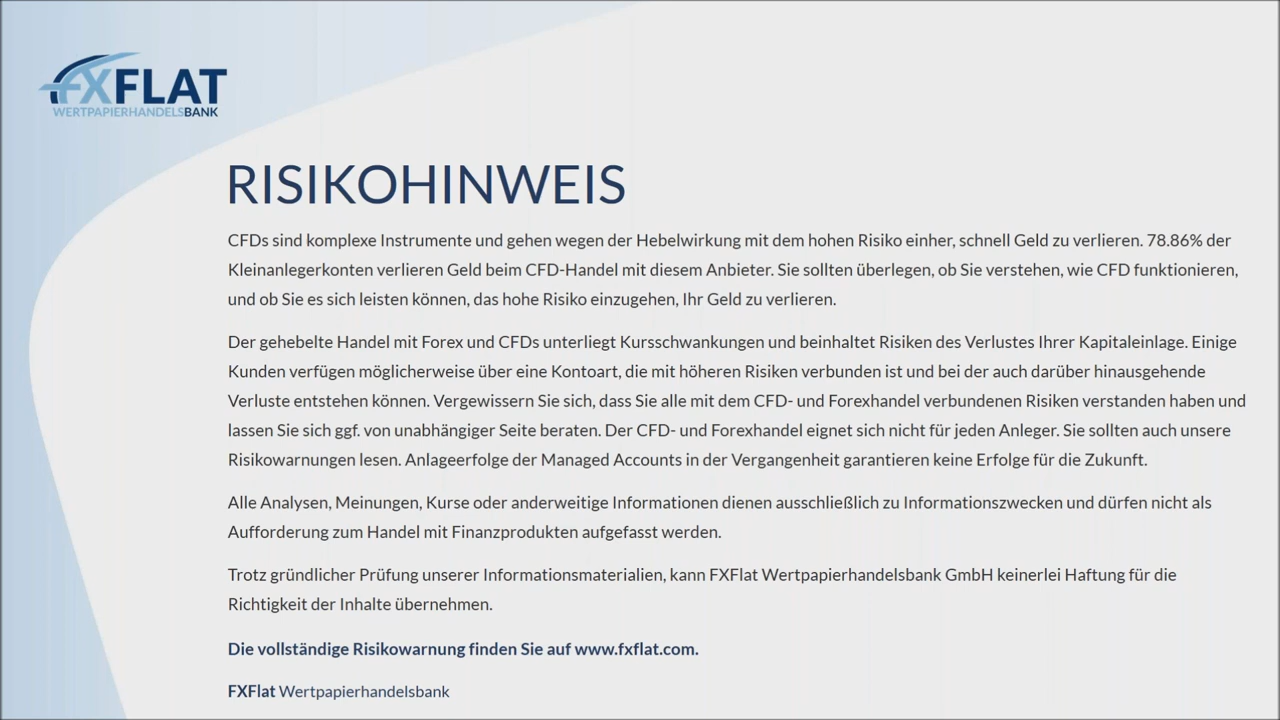 FXFLAT
WERTPAPIERHANDELSBANK
RISIKOHINWEIS
CFDs sind komplexe Instrumente und gehen wegen der Hebelwirkung mit dem hohen Risiko einher, schnell Geld zu verlieren. 78.86% der
Kleinanlegerkonten verlieren Geld beim CFD-Handel mit diesem Anbieter. Sie sollten überlegen, ob Sie verstehen, wie CFD funktionieren,
und ob Sie es sich leisten können, das hohe Risiko einzugehen, Ihr Geld zu verlieren.
Der gehebelte Handel mit Forex und CFDs unterliegt Kursschwankungen und beinhaltet Risiken des Verlustes Ihrer Kapitaleinlage. Einige
Kunden verfügen möglicherweise über eine Kontoart, die mit höheren Risiken verbunden ist und bei der auch darüber hinausgehende
Verluste entstehen können. Vergewissern Sie sich, dass Sie alle mit dem CFD- und Forexhandel verbundenen Risiken verstanden haben und
lassen Sie sich ggf. von unabhängiger Seite beraten. Der CFD- und Forexhandel eignet sich nicht für jeden Anleger. Sie sollten auch unsere
Risikowarnungen lesen. Anlageerfolge der Managed Accounts in der Vergangenheit garantieren keine Erfolge für die Zukunft.
Alle Analysen, Meinungen, Kurse oder anderweitige Informationen dienen ausschließlich zu Informationszwecken und dürfen nicht als
Aufforderung zum Handel mit Finanzprodukten aufgefasst werden.
Trotz gründlicher Prüfung unserer Informationsmaterialien, kann FXFlat Wertpapierhandelsbank GmbH keinerlei Haftung für die
Richtigkeit der Inhalte übernehmen.
Die vollständige Risikowarnung finden Sie auf www.fxflat.com.
FXFlat Wertpapierhandelsbank